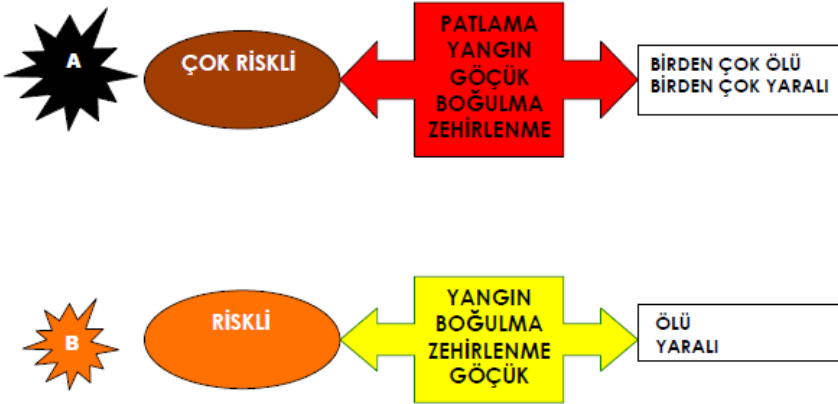 A
ÇOK RİSKLİ
PATLAMA
YANGIN
GÖÇÜK
BOĞULMA
ZEHİRLENME
BİRDEN ÇOK ÖLÜ
BİRDEN ÇOK YARALI
B
RİSKLİ
YANGIN
BOĞULMA
ZEHİRLENME
GÖÇÜK
ÖLÜ
YARALI